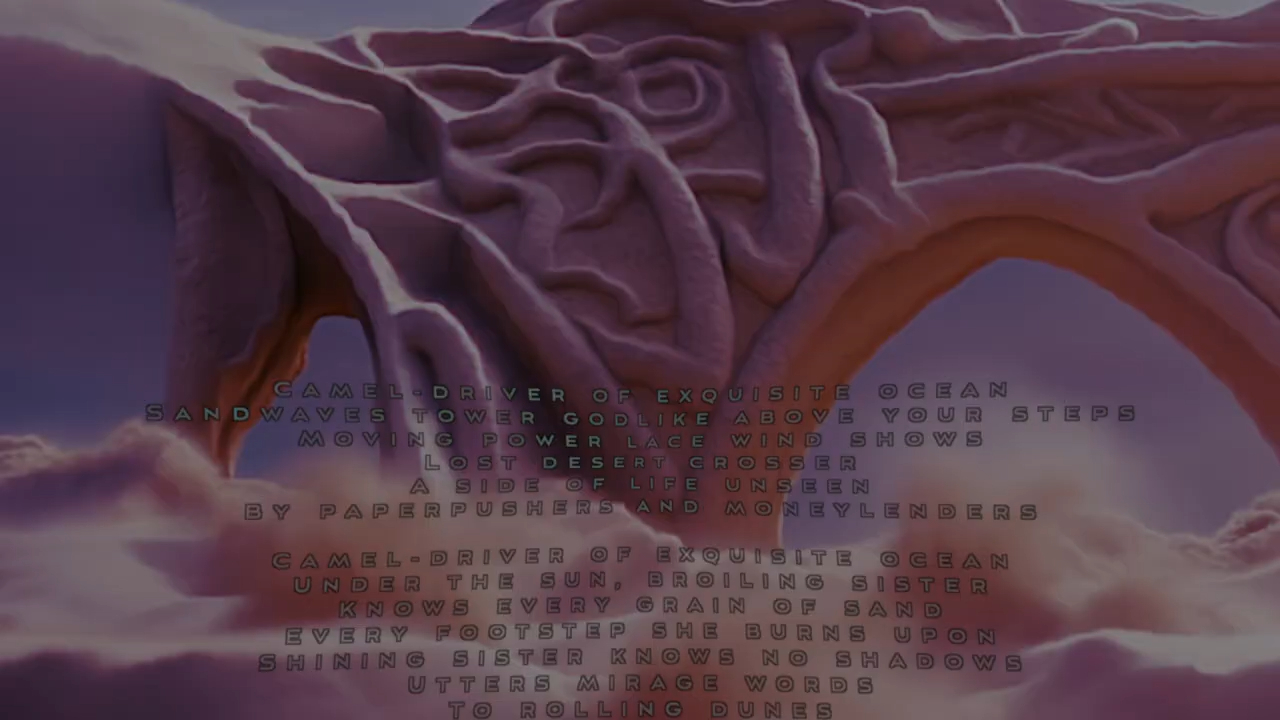 Camel-driver of exquisite ocean
Sandwaves tower godlike above your steps
Moving power lace wind shows
Lost desert crosser
A side of life unseen
By paperpushers and moneylenders
Camel-driver of exquisite ocean
Under the sun, broiling sister
Knows every grain of sand
Every footstep she burns upon
Shining sister knows no shadows
Utters mirage words
To rolling dunes